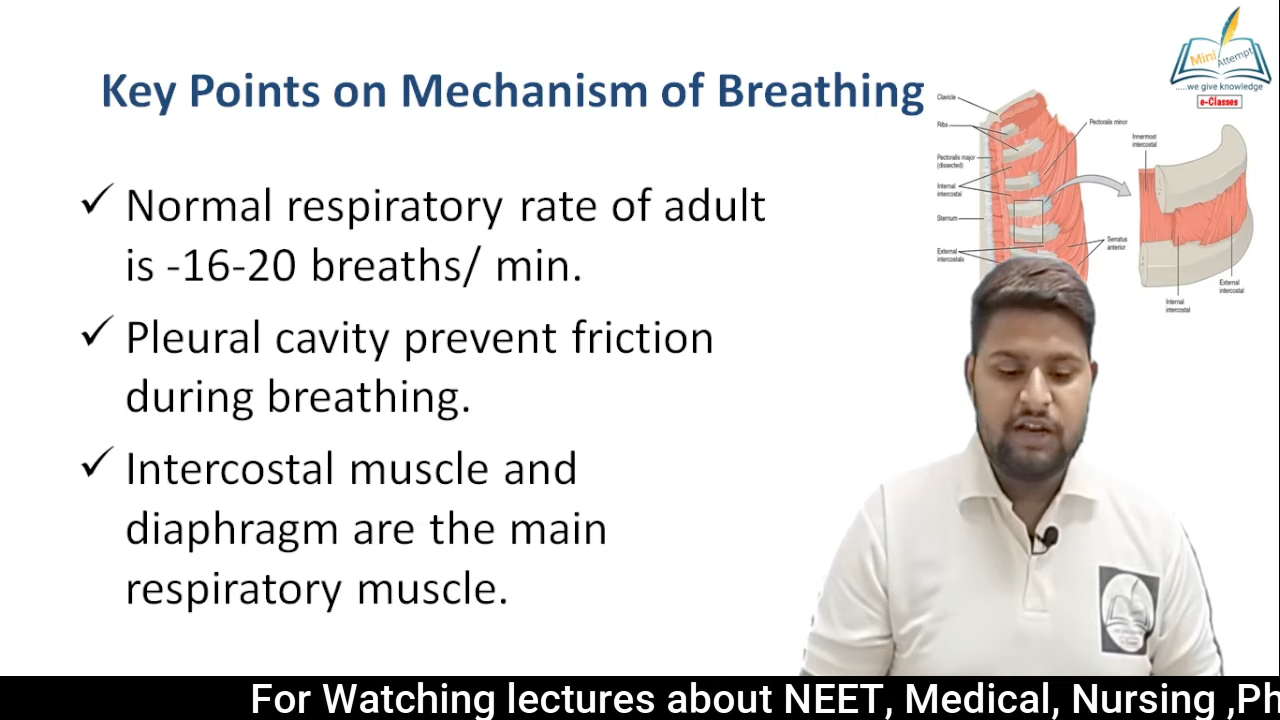 Key Points on Mechanism of Breathing
Mini
Attempt
.....we give knowledge
e-Classes
✓ Normal respiratory rate of adult
is -16-20 breaths/ min.
✓ Pleural cavity prevent friction
during breathing.
✓ Intercostal muscle and
diaphragm are the main
respiratory muscle.
Clavicle
Ribs
Pectoralis major
(dissected)
Internal
intercostals
Sternum
External
intercostals
Pectoralis minor
Serratus
anterior
Innermost
intercostal
External
intercostal
Internal
intercostal
For Watching lectures about NEET, Medical, Nursing ,Ph